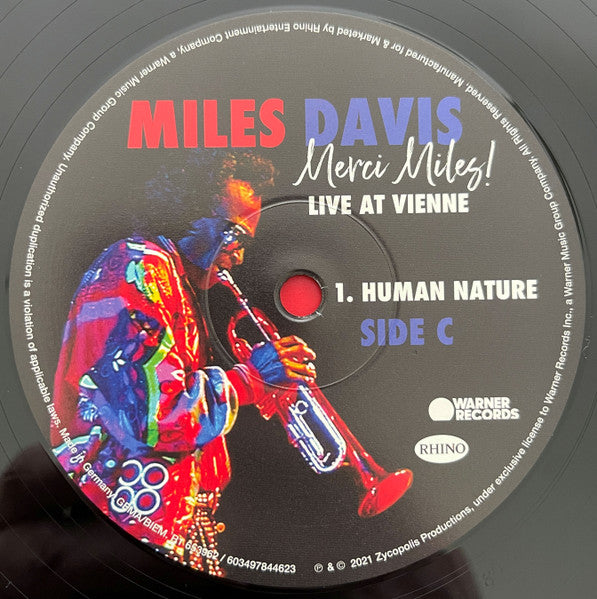 MILES DAVIS
Merci Miles!
LIVE AT VIENNE
1. HUMAN NATURE
SIDE C
WARNER
RECORDS
RHINO
℗ & © 2021 Zycopolis Productions, under exclusive license to Warner Records Inc., a Warner Music Group Company. All Rights Reserved. Manufactured for & Marketed by Rhino Entertainment Company, a Warner Music Group Company. Unauthorized duplication is a violation of applicable laws. Made in Germany. GEMA/BIEM. R1 653962 / 603497844623